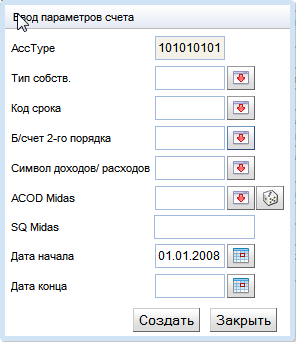 Ввод параметров счета
AccType 101010101
Тип собств.
Код срока
Б/счет 2-го порядка
Символ доходов/ расходов
ACOD Midas
SQ Midas
Дата начала 01.01.2008
Дата конца
Создать Закрыть